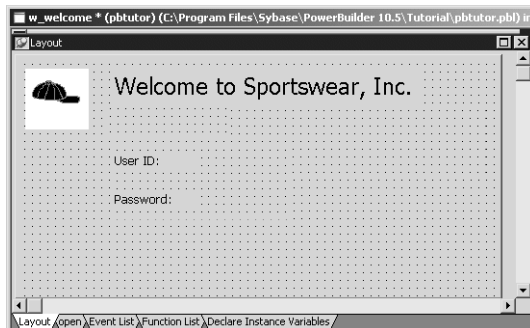 w_welcome * (pbtutor) (C:\Program Files\Sybase\PowerBuilder 10.5\Tutorial\pbtutor.pbl) in
Layout
Welcome to Sportswear, Inc.
User ID:
Password:
Layout open Event List Function List Declare Instance Variables